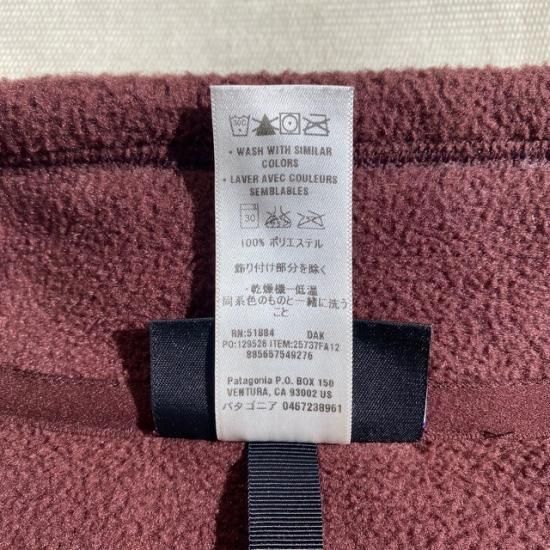 • WASH WITH SIMILAR
COLORS
• LAVER AVEC COULEURS
SEMBLABLES
30
100% ポリエステル
飾り付け部分を除く
・乾燥機－低温
同系色のものと一緒に洗う
こと
RN:51884 DAK
PO:129528 ITEM:25737FA12
885657549276
Patagonia P.O. BOX 150
VENTURA, CA 93002 US
パタゴニア 0467238961